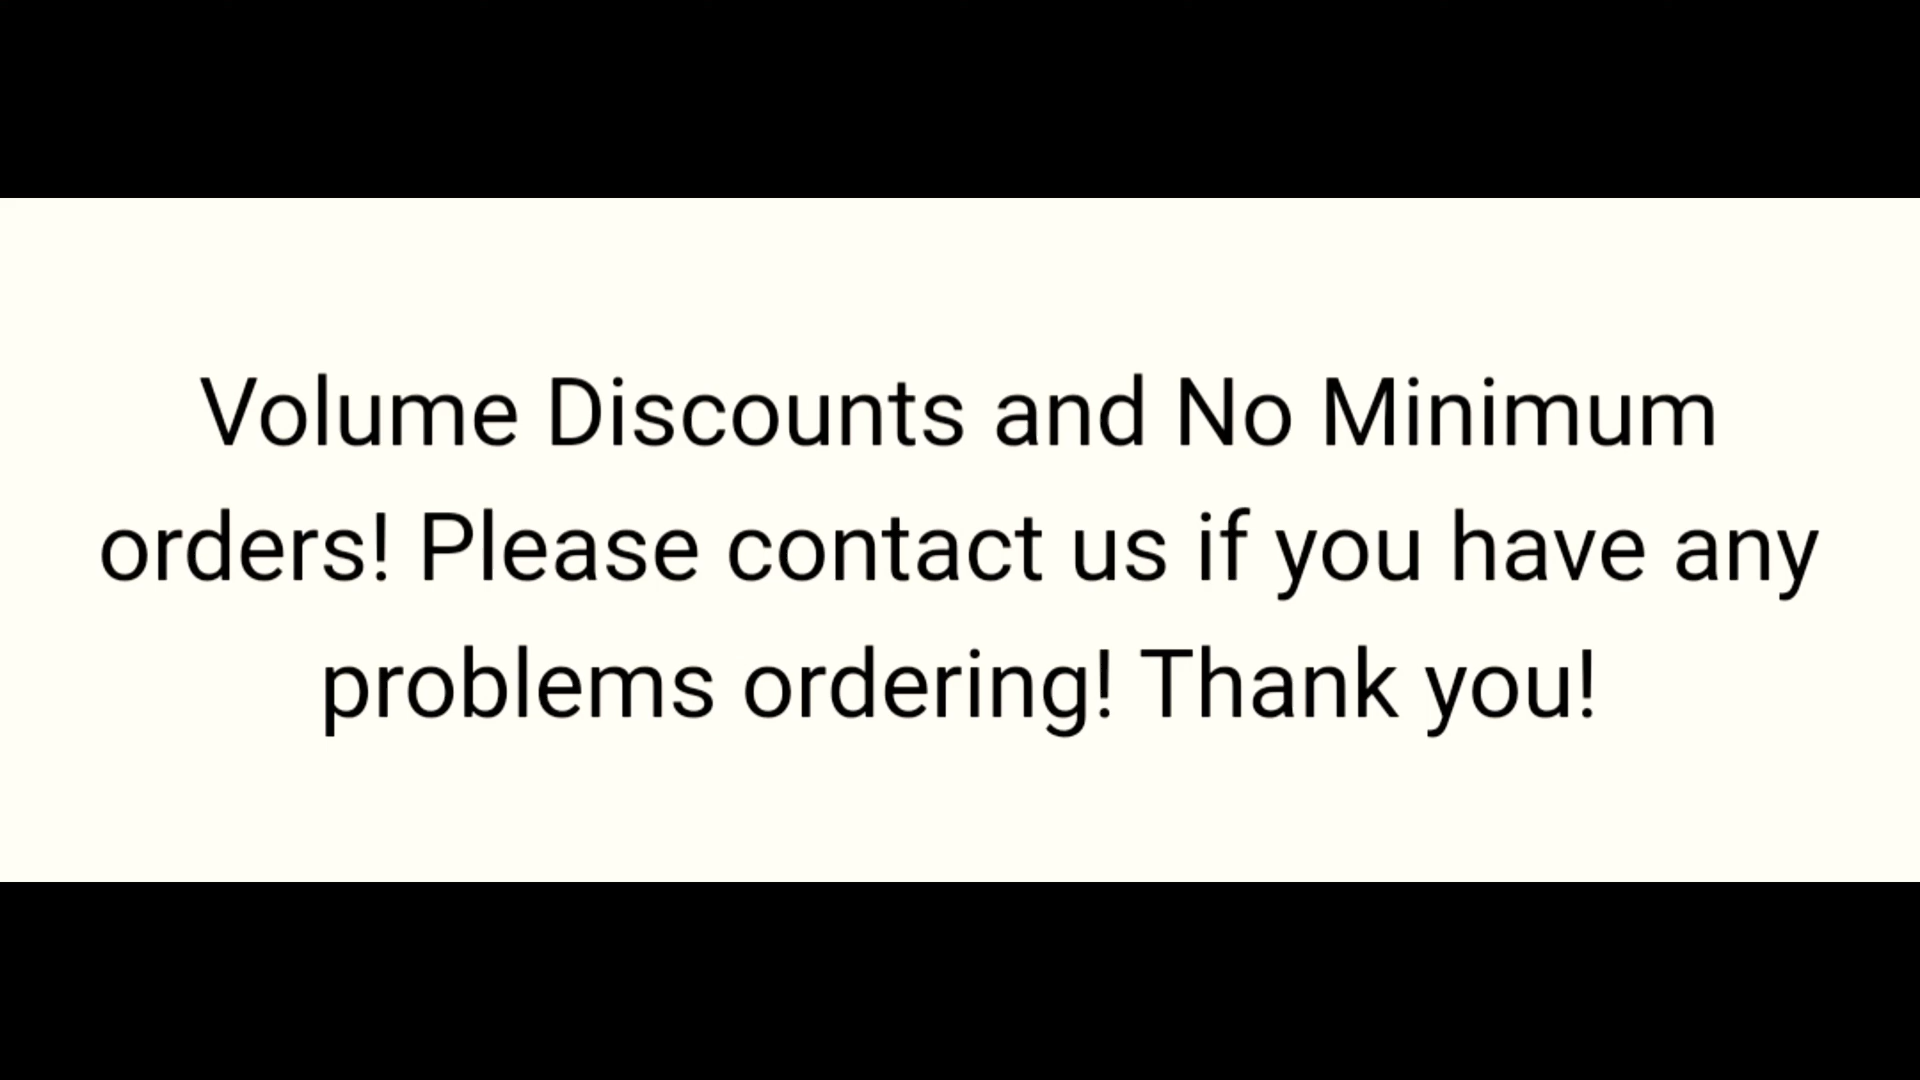 Volume Discounts and No Minimum
orders! Please contact us if you have any
problems ordering! Thank you!